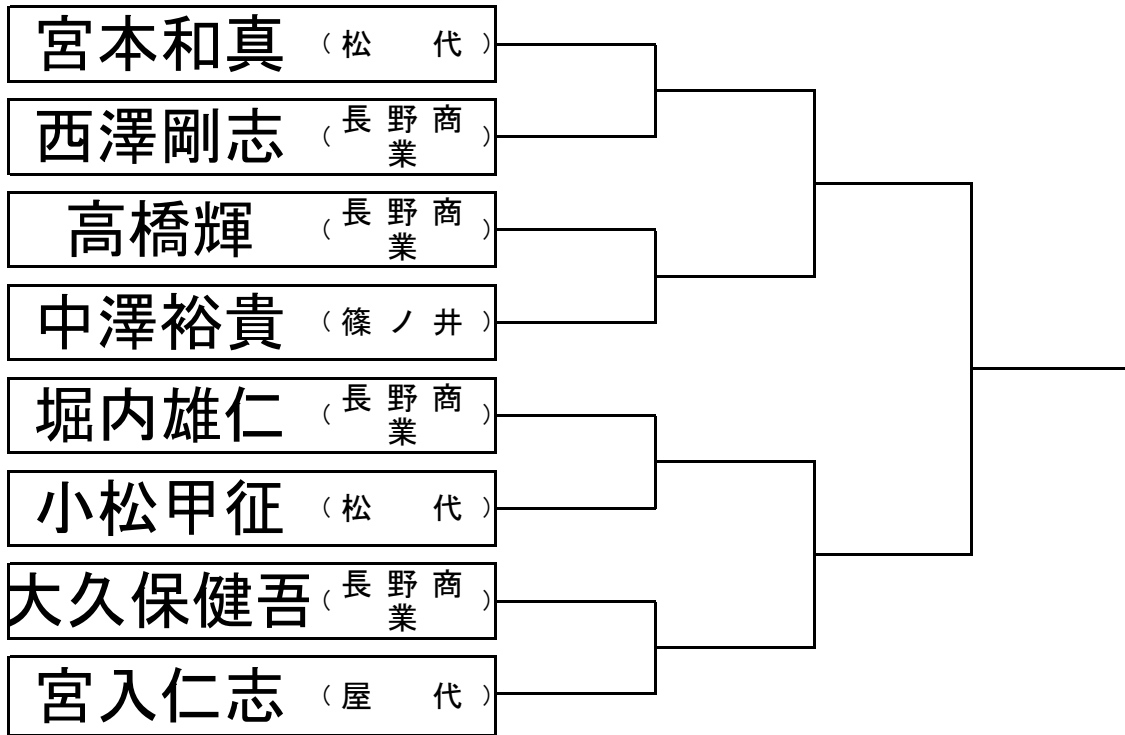 宮本和真 （松　代）
西澤剛志 （長野商業）
高橋輝 （長野商業）
中澤裕貴 （篠ノ井）
堀内雄仁 （長野商業）
小松甲征 （松　代）
大久保健吾 （長野商業）
宮入仁志 （屋　代）